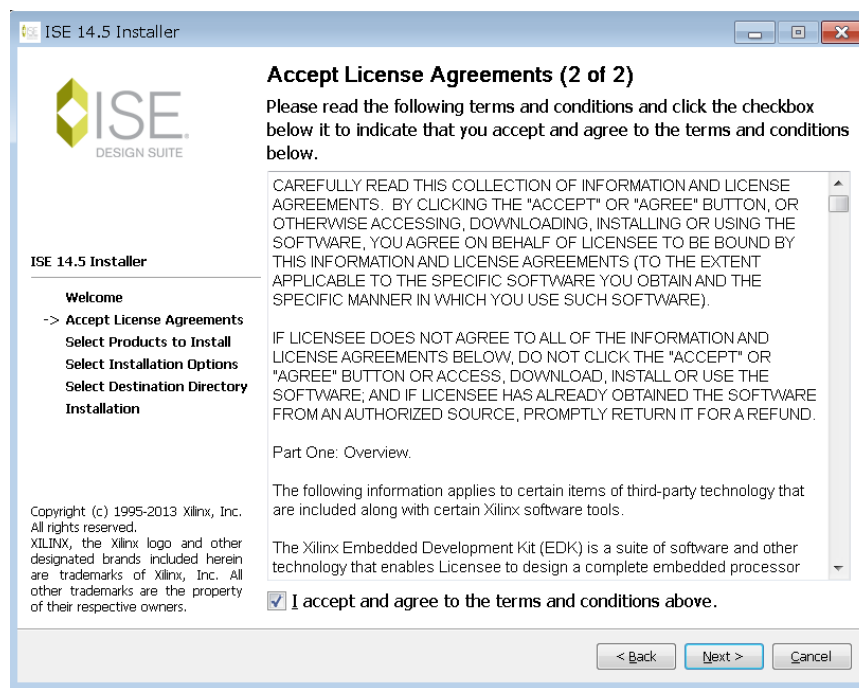 ISE 14.5 Installer
ISE.
DESIGN SUITE
ISE 14.5 Installer
Welcome
-> Accept License Agreements
Select Products to Install
Select Installation Options
Select Destination Directory
Installation
Copyright (c) 1995-2013 Xilinx, Inc.
All rights reserved.
XILINX, the Xilinx logo and other
designated brands included herein
are trademarks of Xilinx, Inc. All
other trademarks are the property
of their respective owners.
Accept License Agreements (2 of 2)
Please read the following terms and conditions and click the checkbox
below it to indicate that you accept and agree to the terms and conditions
below.
CAREFULLY READ THIS COLLECTION OF INFORMATION AND LICENSE
AGREEMENTS. BY CLICKING THE "ACCEPT" OR "AGREE" BUTTON, OR
OTHERWISE ACCESSING, DOWNLOADING, INSTALLING OR USING THE
SOFTWARE, YOU AGREE ON BEHALF OF LICENSEE TO BE BOUND BY
THIS INFORMATION AND LICENSE AGREEMENTS (TO THE EXTENT
APPLICABLE TO THE SPECIFIC SOFTWARE YOU OBTAIN AND THE
SPECIFIC MANNER IN WHICH YOU USE SUCH SOFTWARE).
IF LICENSEE DOES NOT AGREE TO ALL OF THE INFORMATION AND
LICENSE AGREEMENTS BELOW, DO NOT CLICK THE "ACCEPT" OR
"AGREE" BUTTON OR ACCESS, DOWNLOAD, INSTALL OR USE THE
SOFTWARE; AND IF LICENSEE HAS ALREADY OBTAINED THE SOFTWARE
FROM AN AUTHORIZED SOURCE, PROMPTLY RETURN IT FOR A REFUND.
Part One: Overview.
The following information applies to certain items of third-party technology that
are included along with certain Xilinx software tools.
The Xilinx Embedded Development Kit (EDK) is a suite of software and other
technology that enables Licensee to design a complete embedded processor
I accept and agree to the terms and conditions above.
< Back
Next >
Cancel